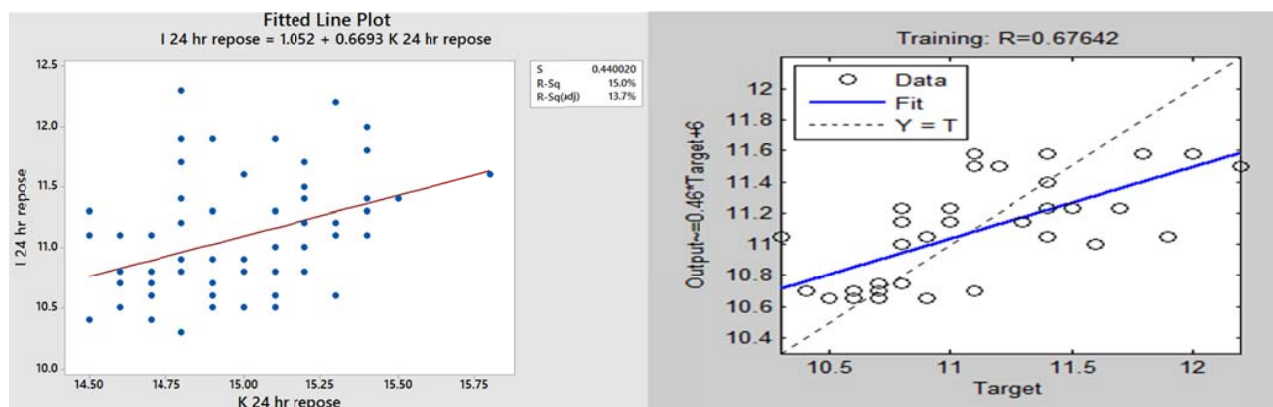 Fitted Line Plot
I 24 hr repose = 1.052 + 0.6693 K 24 hr repose
S 0.440020
R-Sq 15.0%
R-Sq(adj) 13.7%
I 24 hr repose
12.5
12.0
11.5
11.0
10.5
10.0
14.50 14.75 15.00 15.25 15.50 15.75
K 24 hr repose
Training: R=0.67642
Data
Fit
Y = T
Output~=0.46*Target+6
12
11.8
11.6
11.4
11.2
11
10.8
10.6
10.4
10.5 11 11.5 12
Target